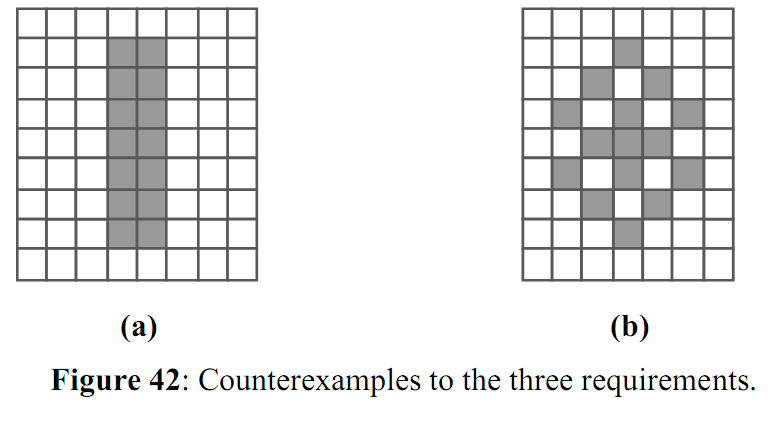 (a) (b)
Figure 42: Counterexamples to the three requirements.